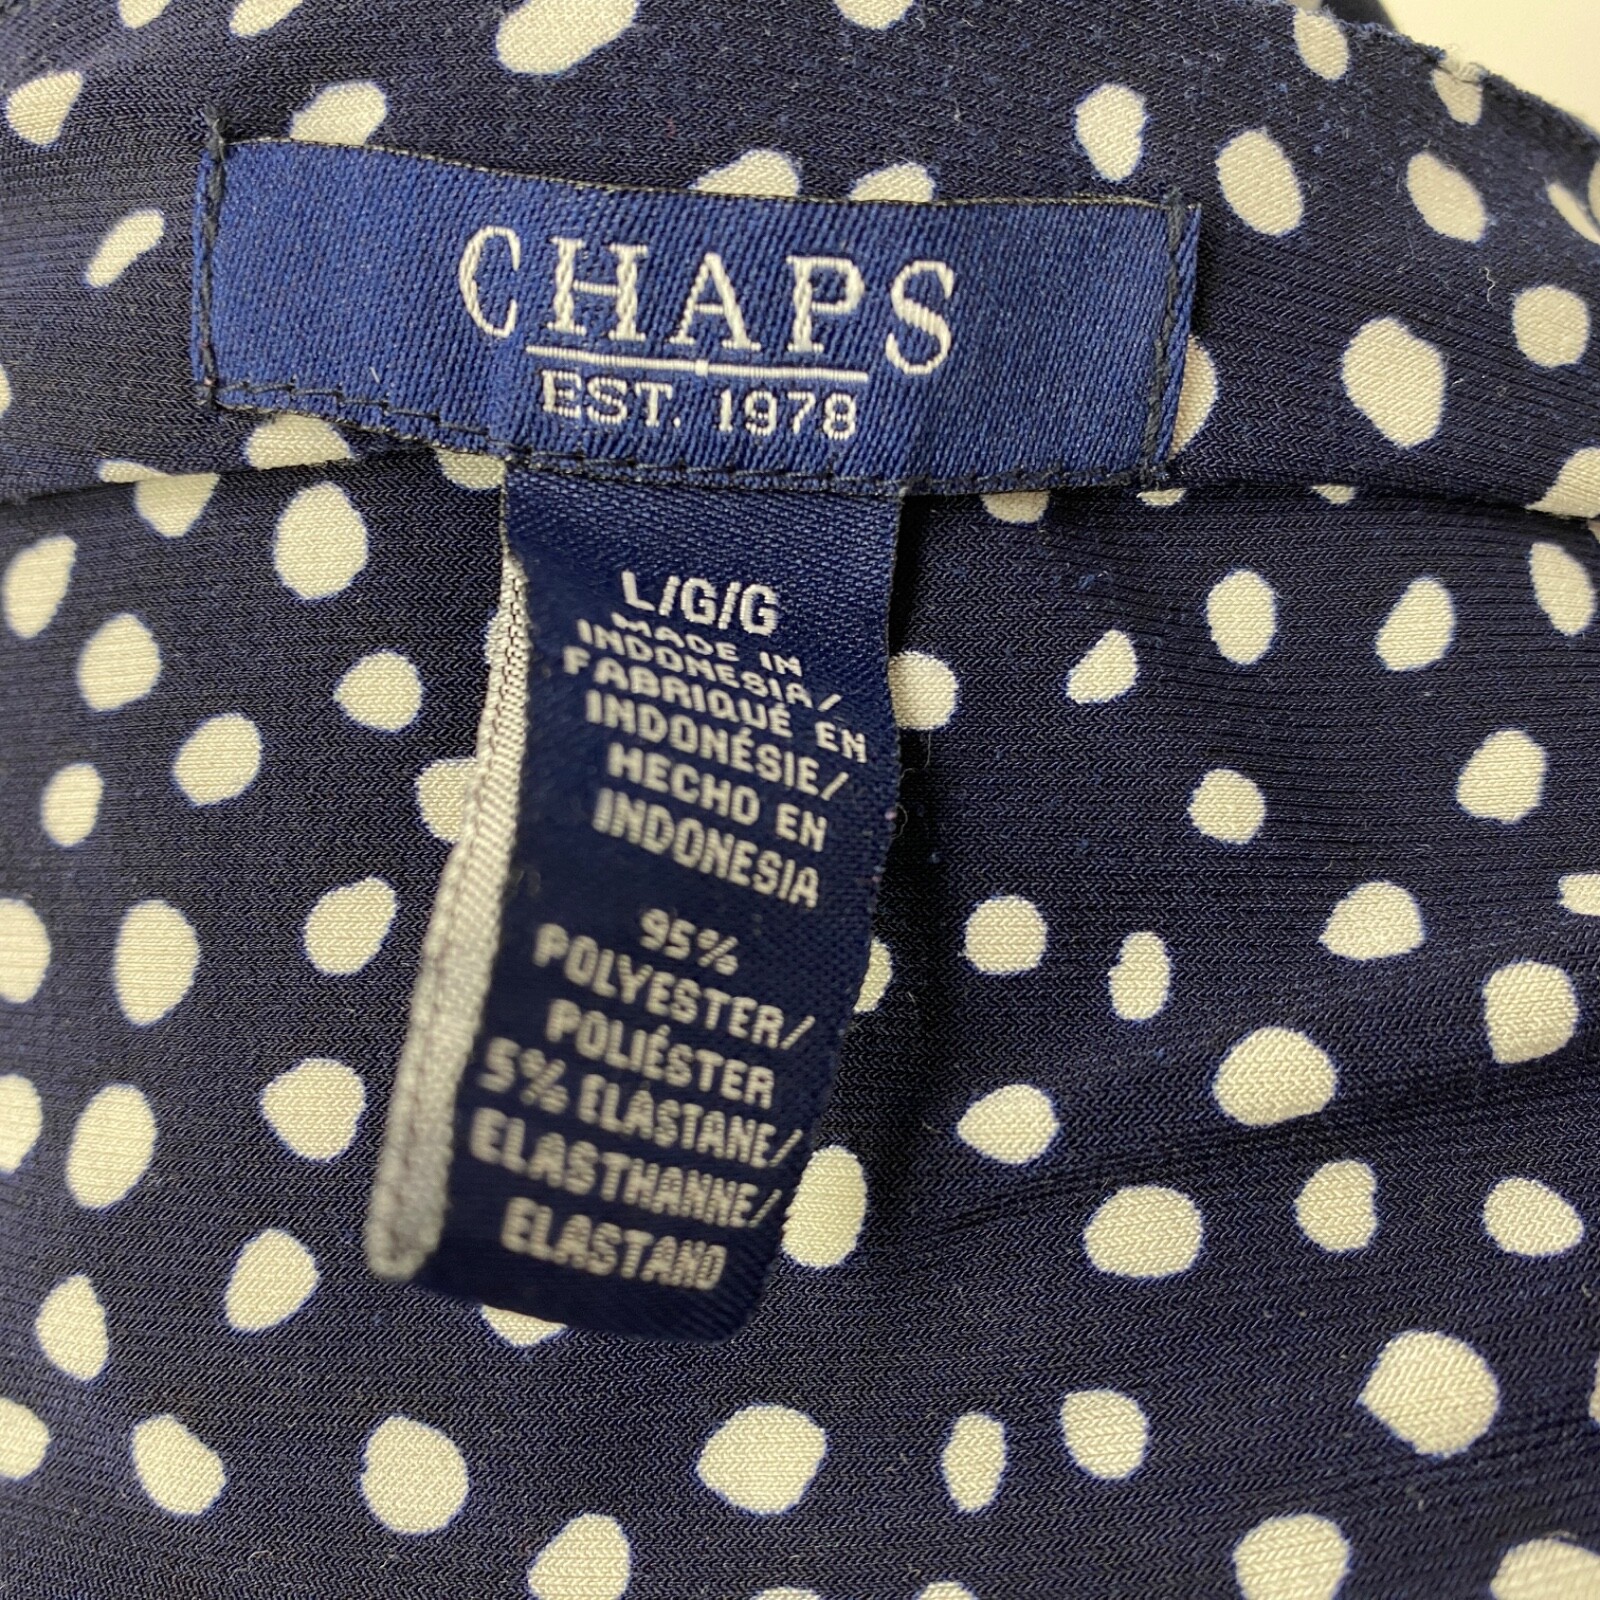 CHAPS
EST. 1978
L/G/G
MADE IN
INDONESIA/
FABRIQUÉ EN
INDONÉSIE/
HECHO EN
INDONESIA
95%
POLYESTER/
POLIÉSTER
5% ELASTANE/
ELASTHANNE/
ELASTANO